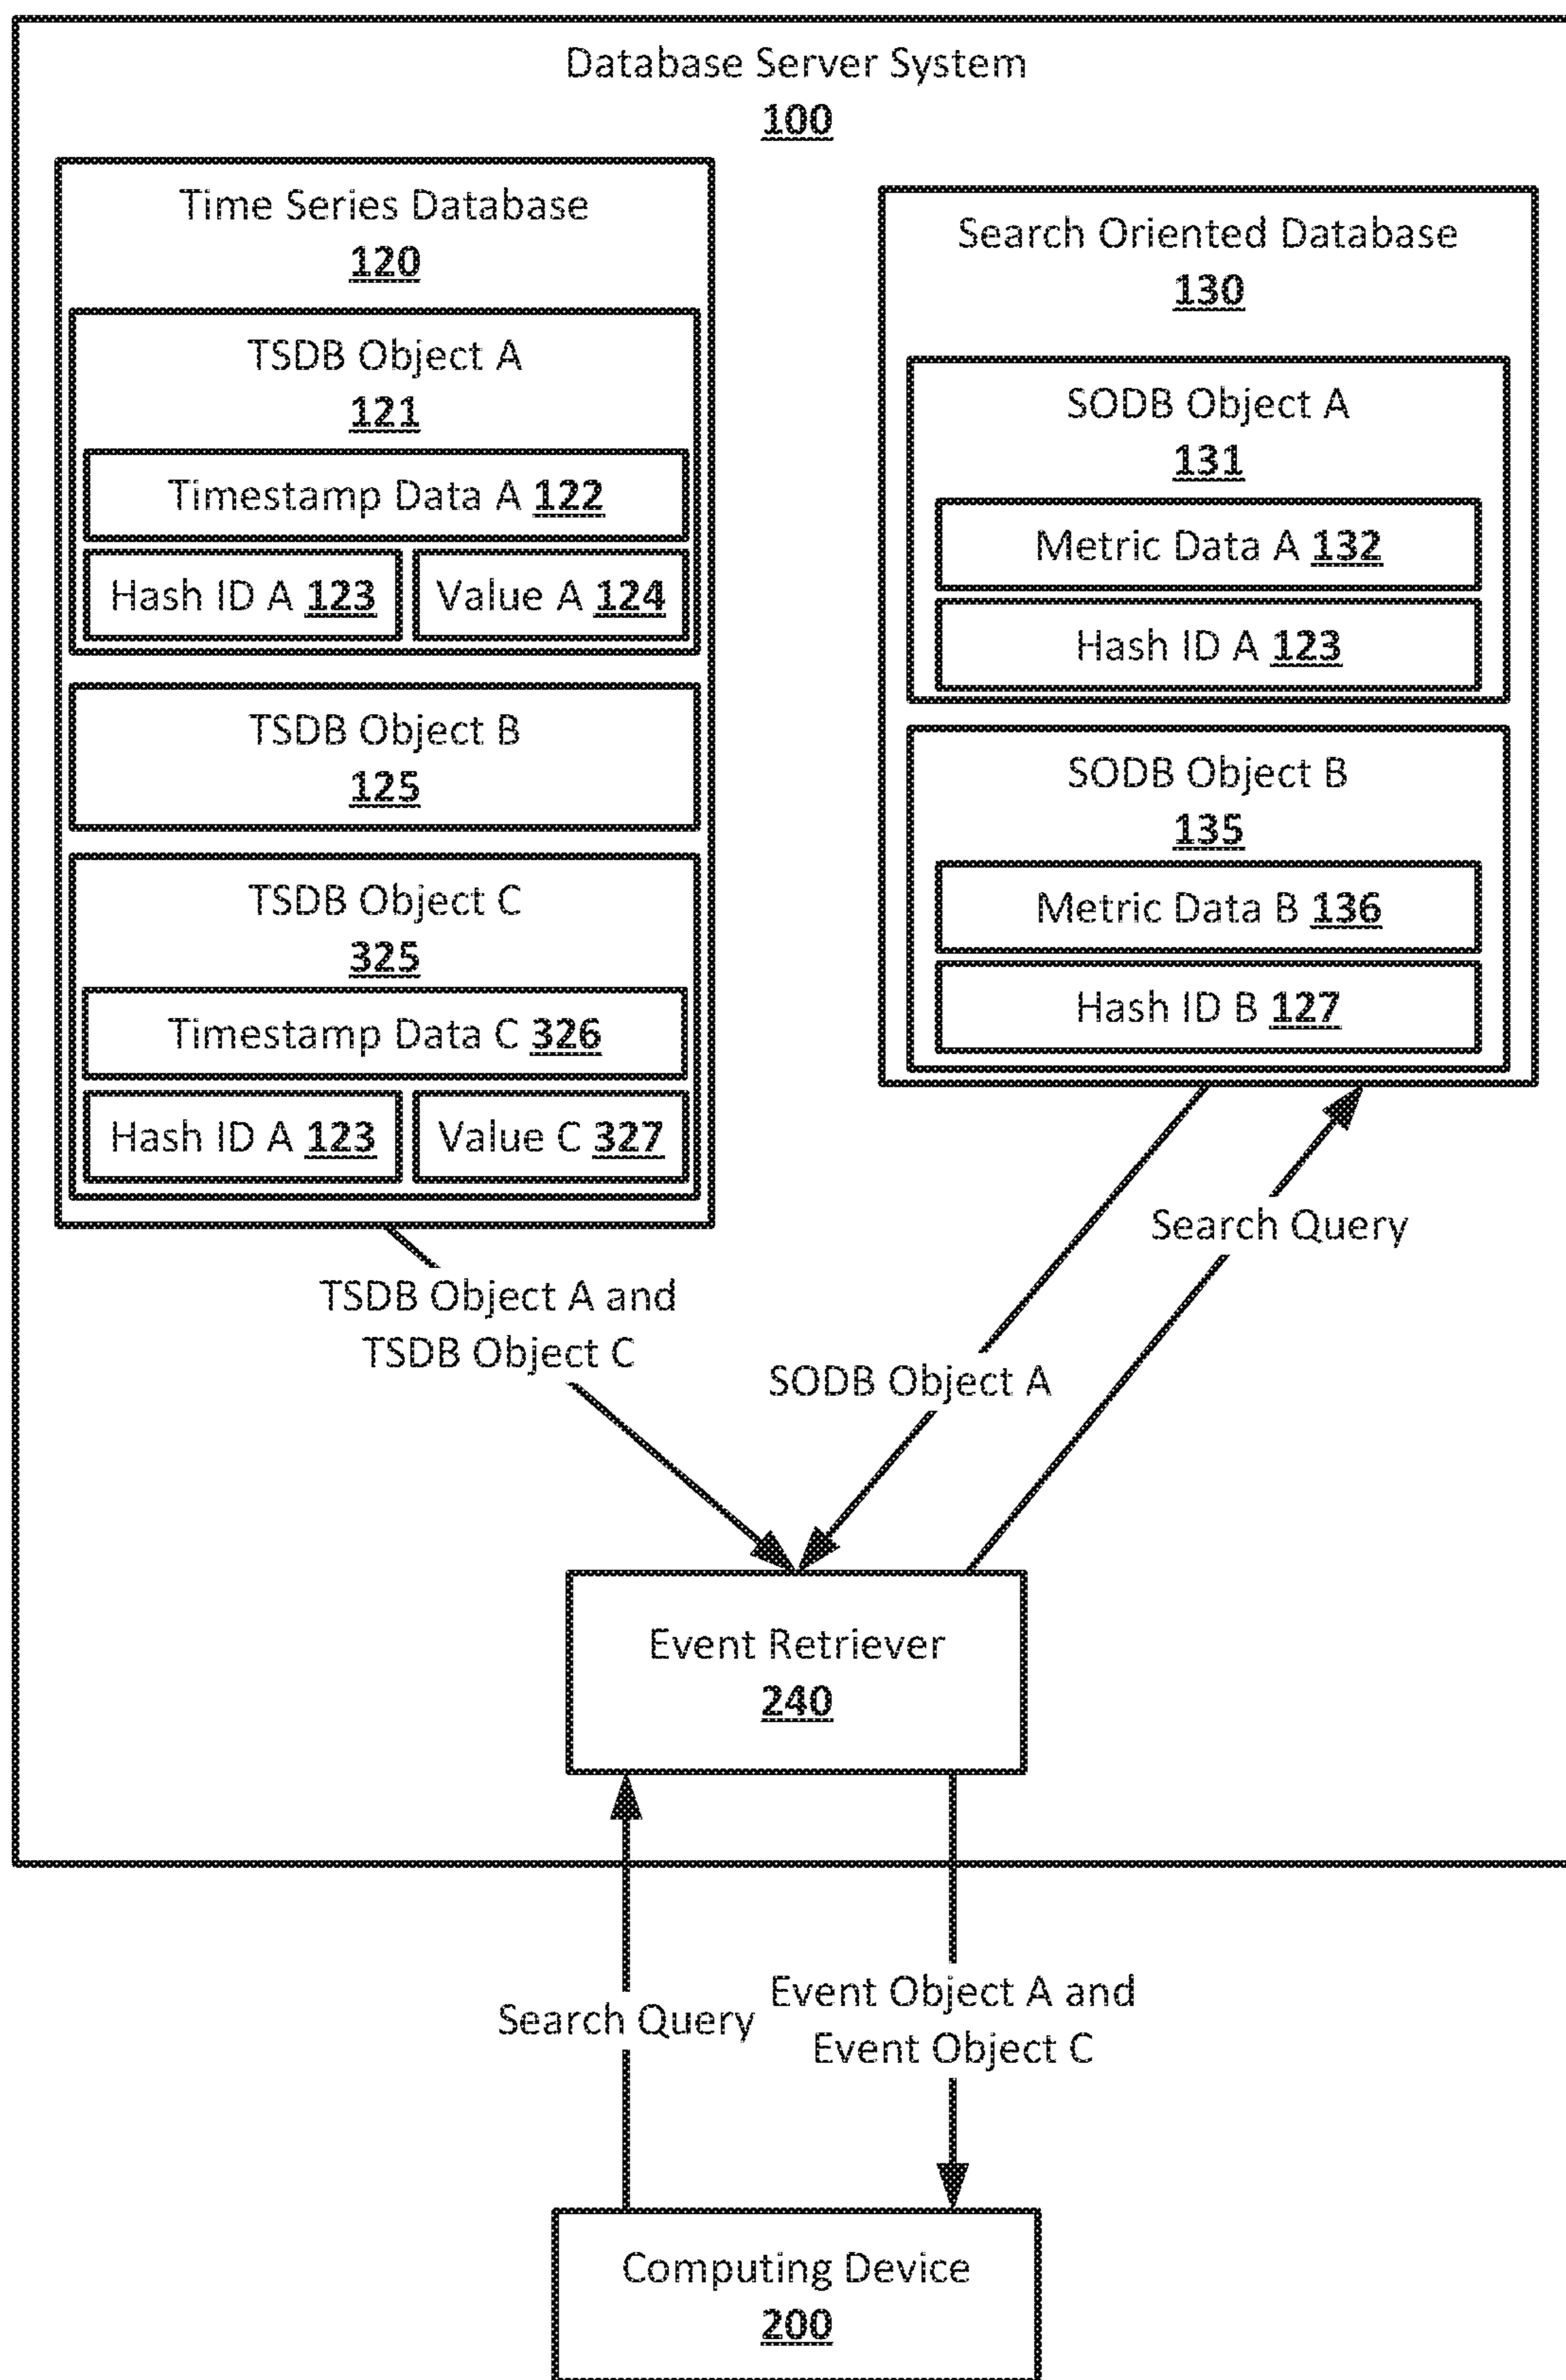 Database Server System
100
Time Series Database
120
TSDB Object A
121
Timestamp Data A 122
Hash ID A 123
Value A 124
TSDB Object B
125
TSDB Object C
325
Timestamp Data C 326
Hash ID A 123
Value C 327
Search Oriented Database
130
SODB Object A
131
Metric Data A 132
Hash ID A 123
SODB Object B
135
Metric Data B 136
Hash ID B 127
TSDB Object A and
TSDB Object C
SODB Object A
Search Query
Event Retriever
240
Search Query
Event Object A and
Event Object C
Computing Device
200